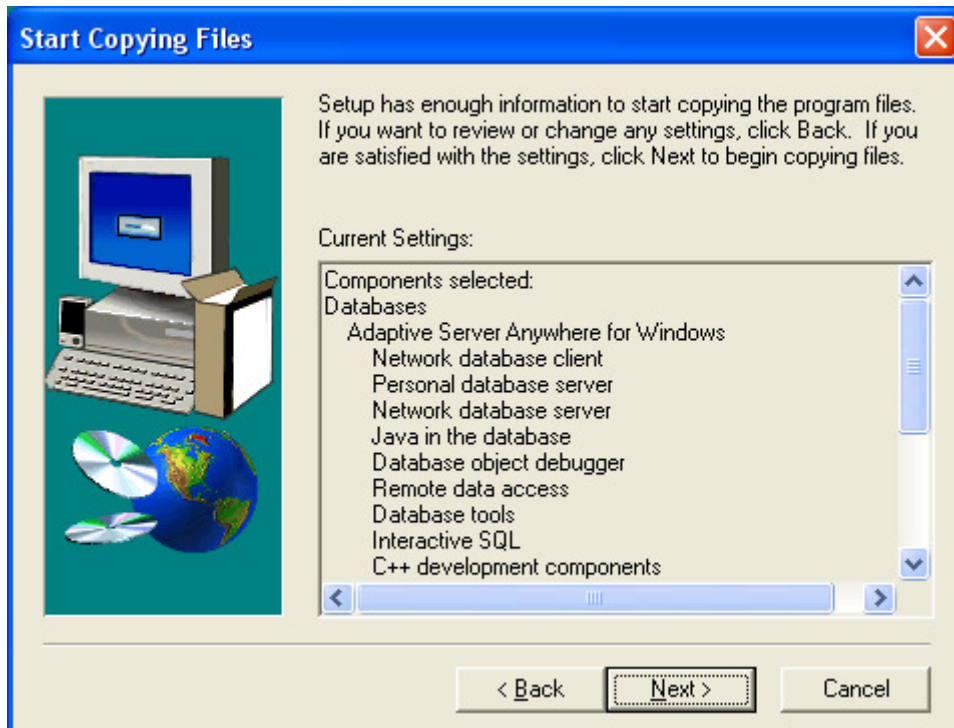 Start Copying Files
Setup has enough information to start copying the program files.
If you want to review or change any settings, click Back.  If you
are satisfied with the settings, click Next to begin copying files.
Current Settings:
Components selected:
Databases
Adaptive Server Anywhere for Windows
Network database client
Personal database server
Network database server
Java in the database
Database object debugger
Remote data access
Database tools
Interactive SQL
C++ development components
< Back
Next >
Cancel